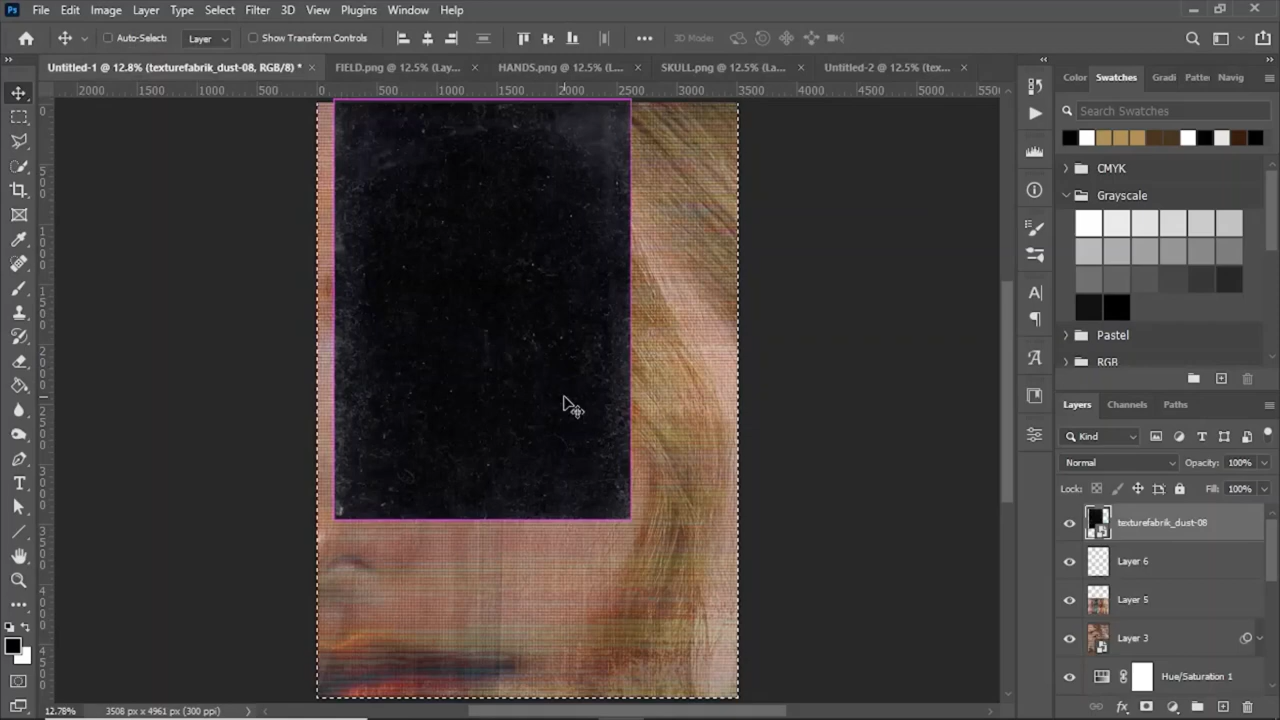 Ps File Edit Image Layer Type Select Filter 3D View Plugins Window Help
Auto-Select: Layer Show Transform Controls 3D Mode:
Untitled-1 @ 12.8% (texturefabrik_dust-08, RGB/8) * FIELD.png @ 12.5% (Lay... HANDS.png @ 12.5% (L... SKULL.png @ 12.5% (La... Untitled-2 @ 12.5% (tex...
Color Swatches Gradi Patte Navig
2000 1500 1000 500 0 500 1000 1500 2000 2500 3000 3500 4000 4500 5000 550
Search Swatches
CMYK
Grayscale
Pastel
RGB
Layers Channels Paths
Kind
Normal Opacity: 100%
Lock: Fill: 100%
texturefabrik_dust-08
Layer 6
Layer 5
Layer 3
Hue/Saturation 1
12.78% 3508 px x 4961 px (300 ppi)